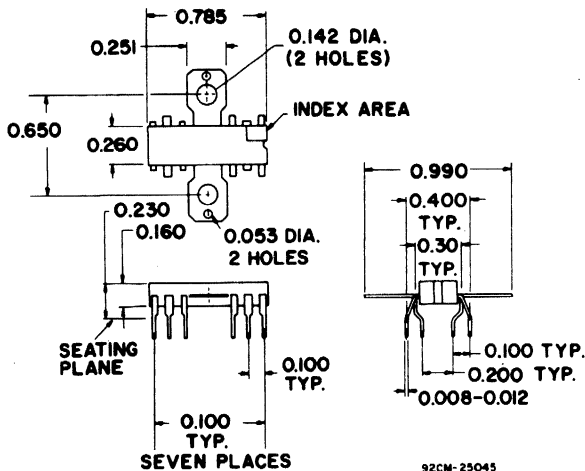 0.785
0.251
0.142 DIA.
(2 HOLES)
INDEX AREA
0.650
0.260
0.990
0.400
TYP.
0.30
TYP.
0.230
0.160
0.053 DIA.
2 HOLES
SEATING
PLANE
0.100
TYP.
0.100 TYP.
0.200 TYP.
0.008-0.012
0.100
TYP.
SEVEN PLACES
92CM-25045